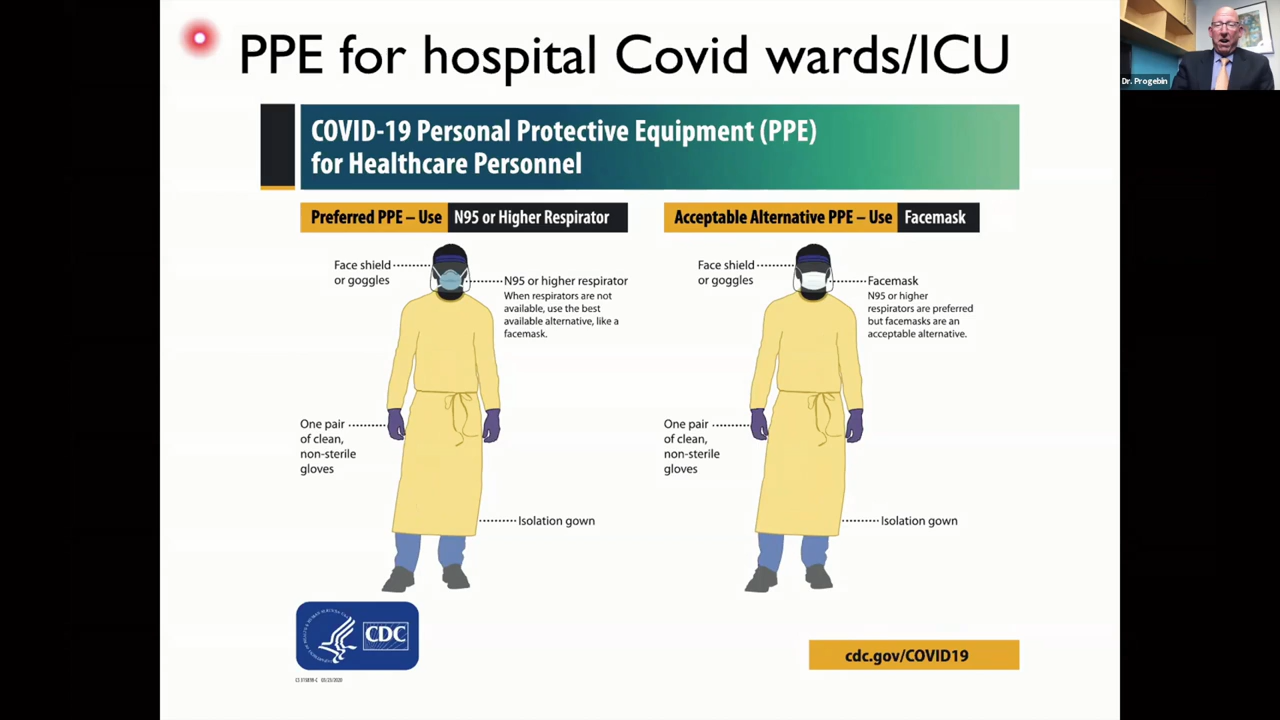 PPE for hospital Covid wards/ICU
Dr. Progebin
COVID-19 Personal Protective Equipment (PPE)
for Healthcare Personnel
Preferred PPE – Use N95 or Higher Respirator
Face shield
or goggles
N95 or higher respirator
When respirators are not
available, use the best
available alternative, like a
facemask.
One pair
of clean,
non-sterile
gloves
Isolation gown
Acceptable Alternative PPE – Use Facemask
Face shield
or goggles
Facemask
N95 or higher
respirators are preferred
but facemasks are an
acceptable alternative.
One pair
of clean,
non-sterile
gloves
Isolation gown
CDC
cdc.gov/COVID19